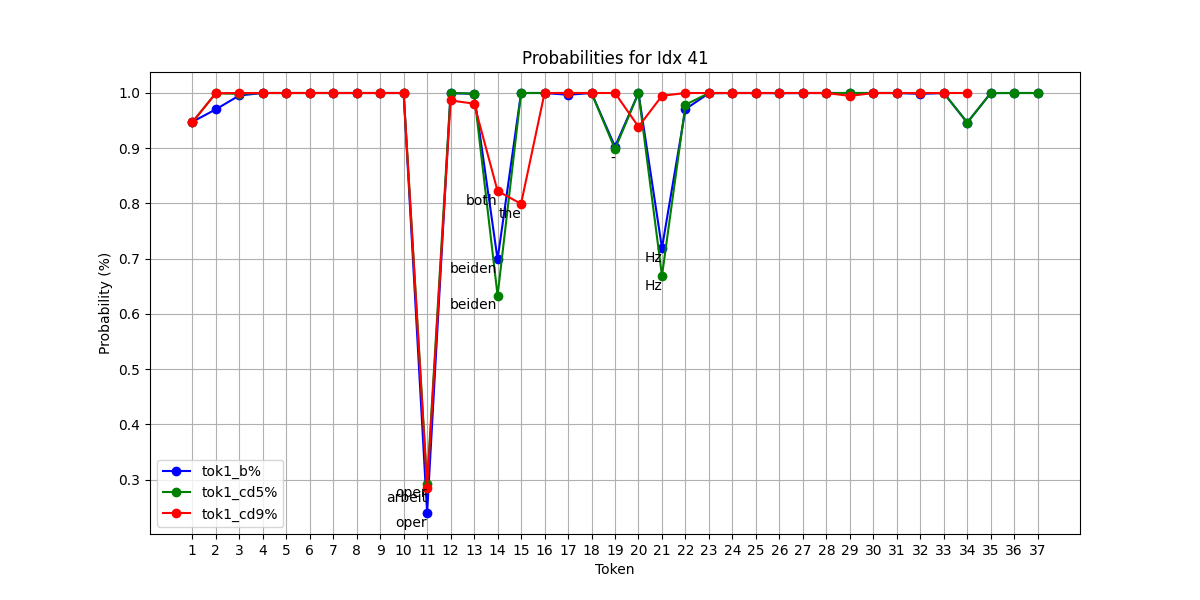 Probabilities for Idx 41
Probability (%)
1.0
0.9
0.8
0.7
0.6
0.5
0.4
0.3
-
both
the
beiden
beiden
Hz
Hz
oper
arbeit
oper
tok1_b%
tok1_cd5%
tok1_cd9%
1 2 3 4 5 6 7 8 9 10 11 12 13 14 15 16 17 18 19 20 21 22 23 24 25 26 27 28 29 30 31 32 33 34 35 36 37
Token